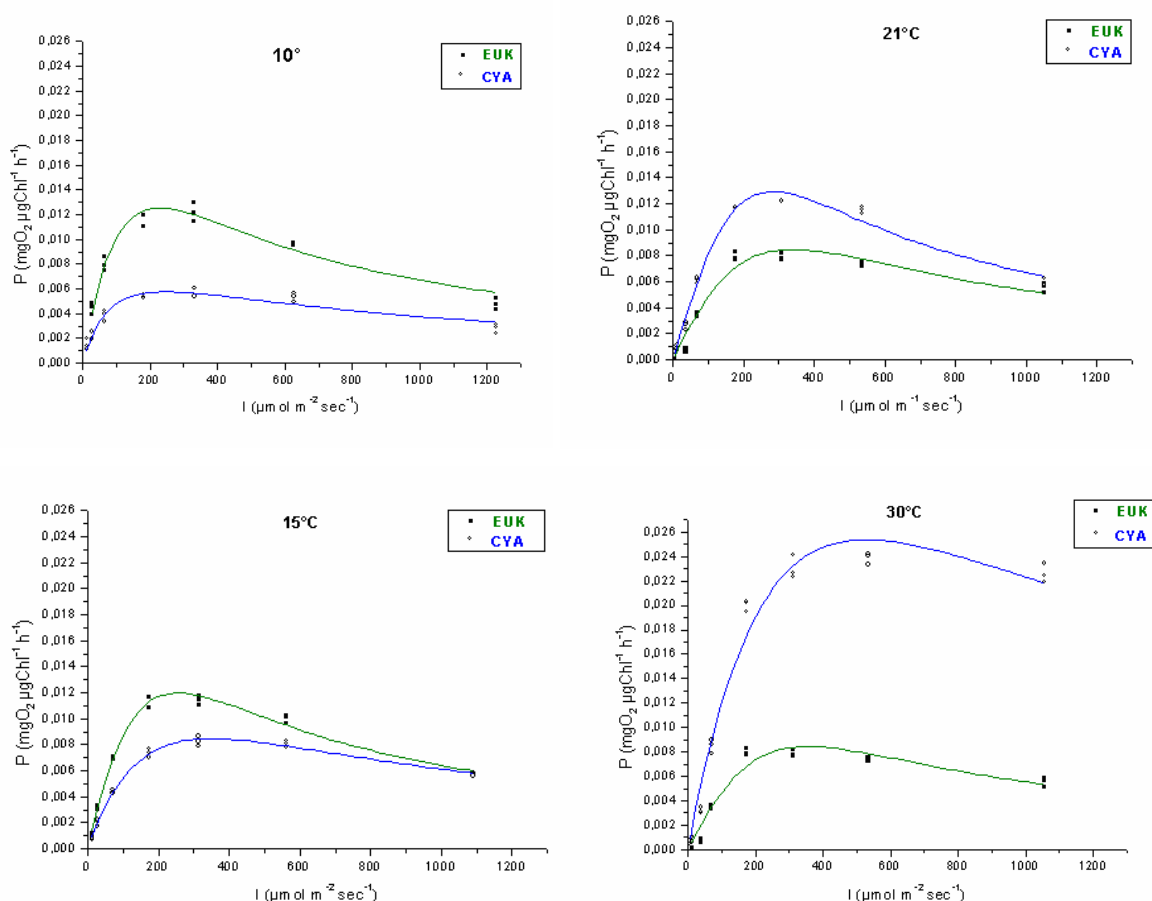 10°
EUK
CYA
P (mgO₂ µgChl⁻¹ h⁻¹)
0,026
0,024
0,022
0,020
0,018
0,016
0,014
0,012
0,010
0,008
0,006
0,004
0,002
0,000
0 200 400 600 800 1000 1200
I (µmol m⁻² sec⁻¹)
21°C
EUK
CYA
P (mgO₂ µgChl⁻¹ h⁻¹)
0,026
0,024
0,022
0,020
0,018
0,016
0,014
0,012
0,010
0,008
0,006
0,004
0,002
0,000
0 200 400 600 800 1000 1200
I (µmol m⁻¹ sec⁻¹)
15°C
EUK
CYA
P (mgO₂ µgChl⁻¹ h⁻¹)
0,026
0,024
0,022
0,020
0,018
0,016
0,014
0,012
0,010
0,008
0,006
0,004
0,002
0,000
0 200 400 600 800 1000 1200
I (µmol m⁻² sec⁻¹)
30°C
EUK
CYA
P (mgO₂ µgChl⁻¹ h⁻¹)
0,026
0,024
0,022
0,020
0,018
0,016
0,014
0,012
0,010
0,008
0,006
0,004
0,002
0,000
0 200 400 600 800 1000 1200
I (µmol m⁻² sec⁻¹)